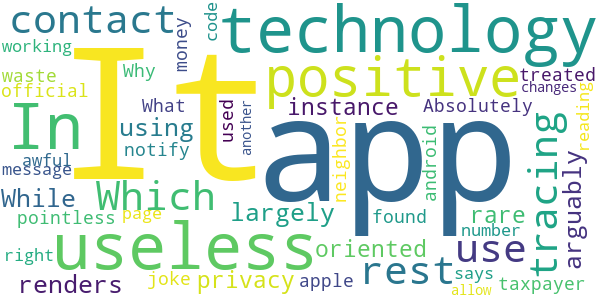 contact
technology
code
money
working
Why
It
positive
treated
waste
official
In
What
instance
Absolutely
changes
using
used
another
app
notify
awful
While
message
Which
neighbor
android
tracing
arguably
reading
pointless
page
largely
found
rare
number
right
useless
oriented
use
renders
joke
privacy
apple
rest
says
taxpayer
allow